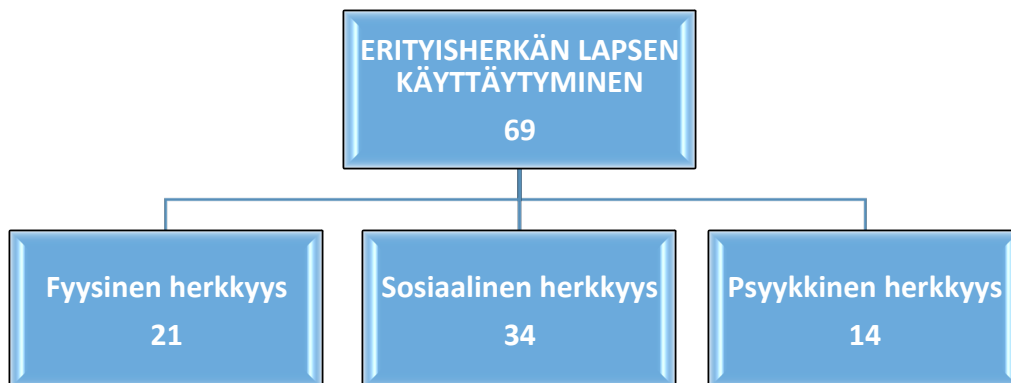 ERITYISHERKÄN LAPSEN
KÄYTTÄYTYMINEN
69
Fyysinen herkkyys
21
Sosiaalinen herkkyys
34
Psyykkinen herkkyys
14